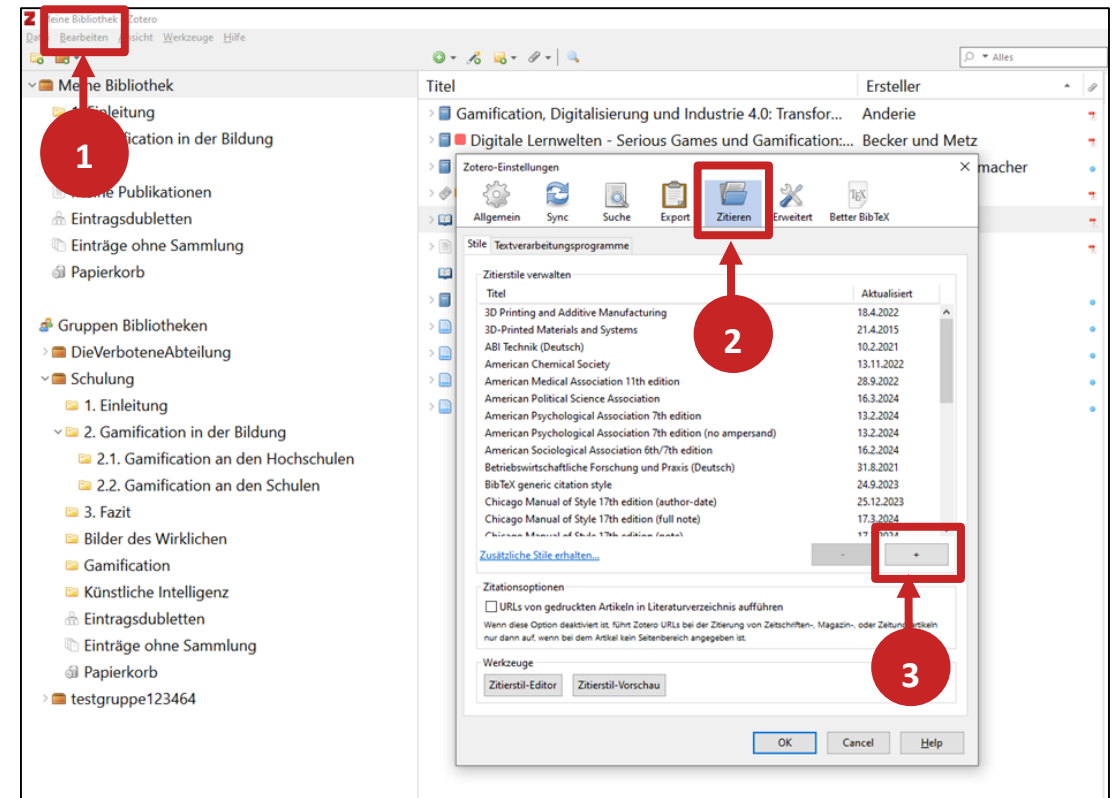 Meine Bibliothek - Zotero
Datei Bearbeiten Ansicht Werkzeuge Hilfe
Alles
Meine Bibliothek
1. Einleitung
ification in der Bildung
Meine Publikationen
Eintragsdubletten
Einträge ohne Sammlung
Papierkorb
Gruppen Bibliotheken
DieVerboteneAbteilung
Schulung
1. Einleitung
2. Gamification in der Bildung
2.1. Gamification an den Hochschulen
2.2. Gamification an den Schulen
3. Fazit
Bilder des Wirklichen
Gamification
Künstliche Intelligenz
Eintragsdubletten
Einträge ohne Sammlung
Papierkorb
testgruppe123464
Titel Ersteller
Gamification, Digitalisierung und Industrie 4.0: Transfor... Anderie
Digitale Lernwelten - Serious Games und Gamification:... Becker und Metz
macher
Zotero-Einstellungen
Allgemein Sync Suche Export Zitieren Erweitert Better BibTeX
TEX
Stile Textverarbeitungsprogramme
Zitierstile verwalten
Titel Aktualisiert
3D Printing and Additive Manufacturing 18.4.2022
3D-Printed Materials and Systems 21.4.2015
ABI Technik (Deutsch) 10.2.2021
American Chemical Society 13.11.2022
American Medical Association 11th edition 28.9.2022
American Political Science Association 16.3.2024
American Psychological Association 7th edition 13.2.2024
American Psychological Association 7th edition (no ampersand) 13.2.2024
American Sociological Association 6th/7th edition 16.2.2024
Betriebswirtschaftliche Forschung und Praxis (Deutsch) 31.8.2021
BibTeX generic citation style 24.9.2023
Chicago Manual of Style 17th edition (author-date) 25.12.2023
Chicago Manual of Style 17th edition (full note) 17.3.2024
Chicago Manual of Style 17th edition (note)
Zusätzliche Stile erhalten... - +
Zitationsoptionen
URLs von gedruckten Artikeln in Literaturverzeichnis aufführen
Wenn diese Option deaktiviert ist, führt Zotero URLs bei der Zitierung von Zeitschriften-, Magazin-, oder Zeitungsartikeln
nur dann auf, wenn bei dem Artikel kein Seitenbereich angegeben ist.
Werkzeuge
Zitierstil-Editor Zitierstil-Vorschau
OK Cancel Help
1
2
3